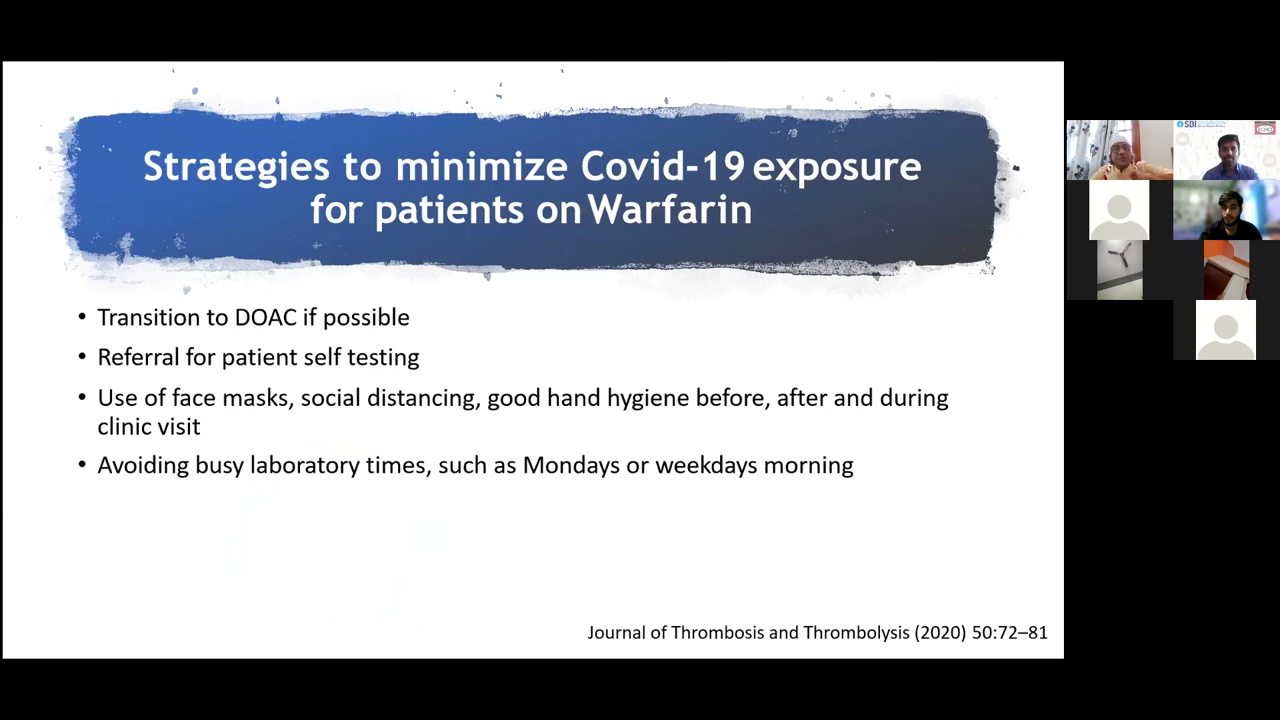 Strategies to minimize Covid-19 exposure
for patients on Warfarin
• Transition to DOAC if possible
• Referral for patient self testing
• Use of face masks, social distancing, good hand hygiene before, after and during
clinic visit
• Avoiding busy laboratory times, such as Mondays or weekdays morning
Journal of Thrombosis and Thrombolysis (2020) 50:72–81
SBI